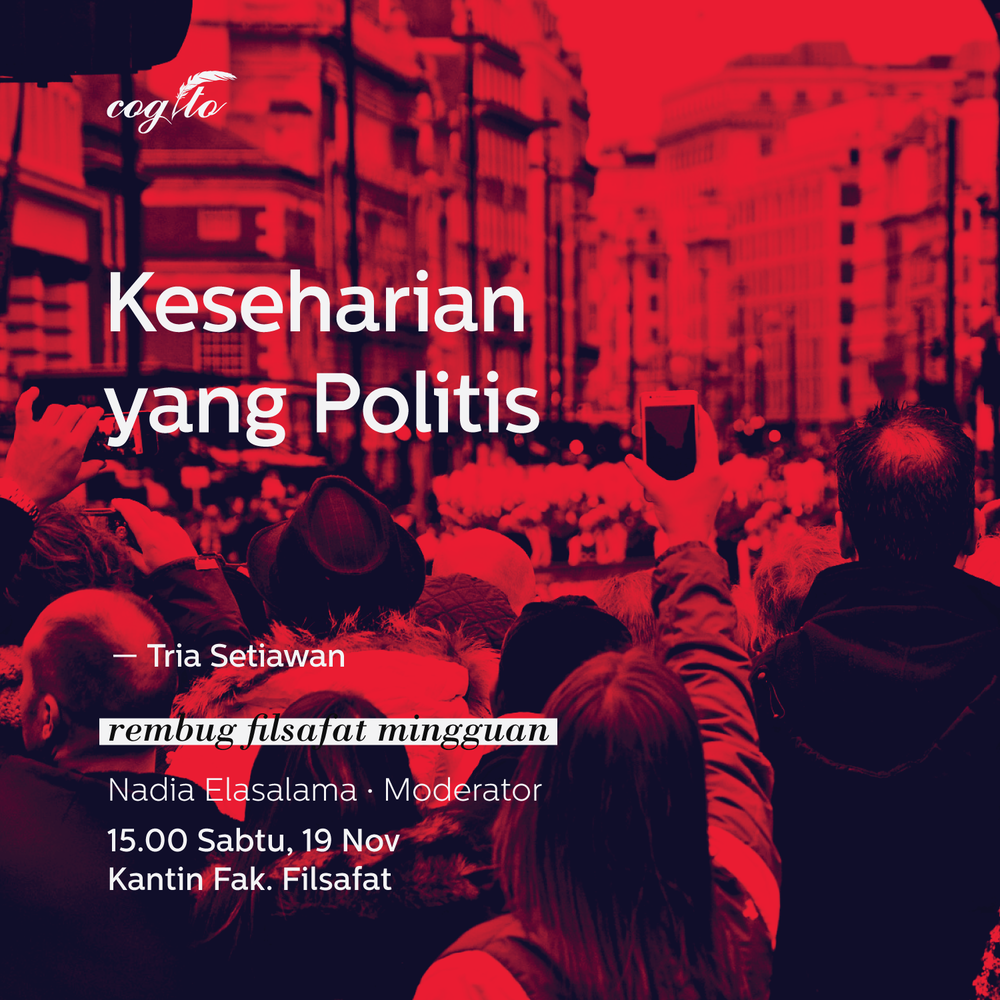 cogito
Keseharian
yang Politis
— Tria Setiawan
rembug filsafat mingguan
Nadia Elasalama · Moderator
15.00 Sabtu, 19 Nov
Kantin Fak. Filsafat